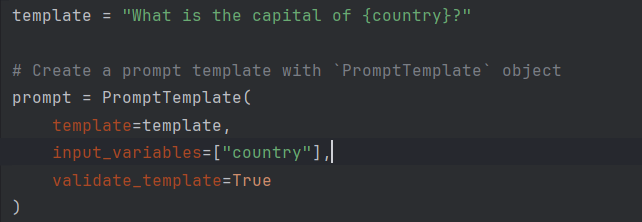 template = "What is the capital of {country}?"
# Create a prompt template with `PromptTemplate` object
prompt = PromptTemplate(
    template=template,
    input_variables=["country"],
    validate_template=True
)